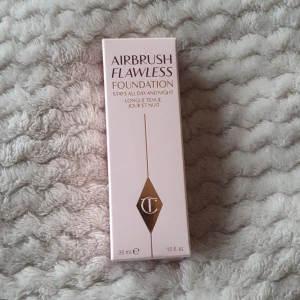 AIRBRUSH
FLAWLESS
FOUNDATION
STAYS ALL DAY AND NIGHT
LONGUE TENUE,
JOUR ET NUIT
CT
30 ml e 1.0 fl. oz